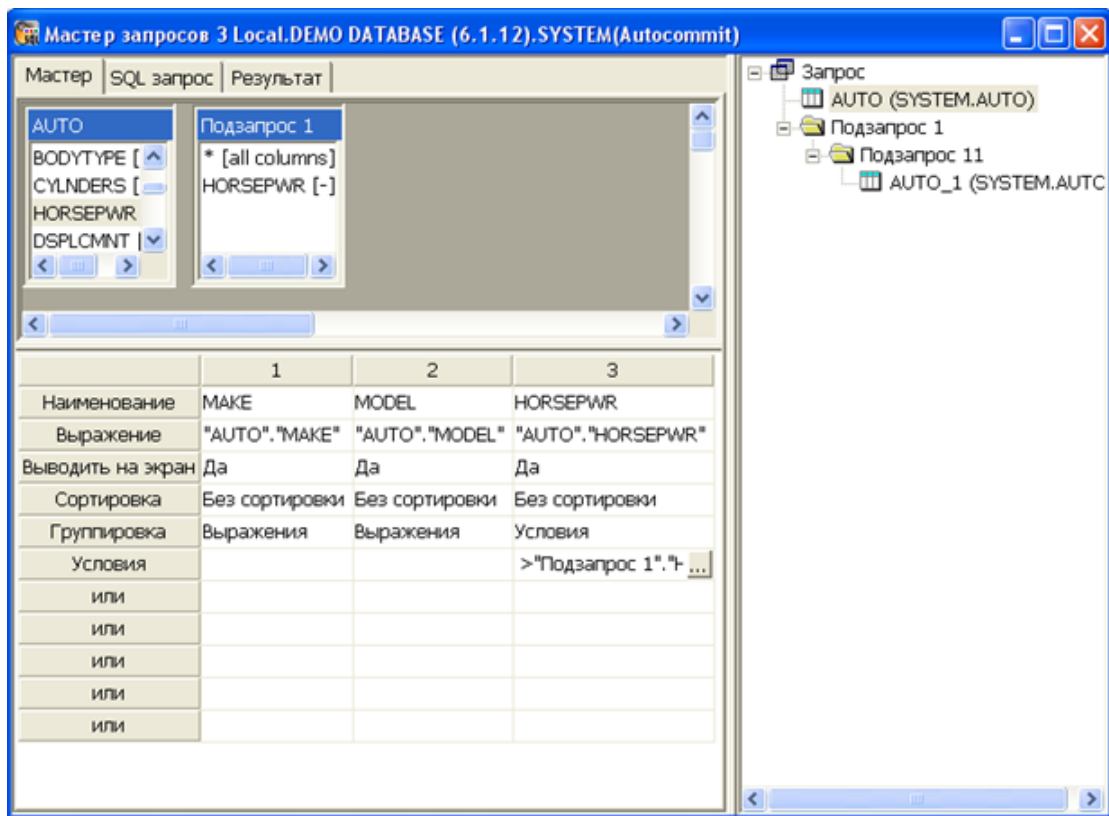 Мастер запросов 3 Local.DEMO DATABASE (6.1.12).SYSTEM(Autocommit)
Мастер SQL запрос Результат
AUTO
BODYTYPE [
CYLNDERS [
HORSEPWR
DSPLCMNT [
Подзапрос 1
* [all columns]
HORSEPWR [-]
1 2 3
Наименование MAKE MODEL HORSEPWR
Выражение "AUTO"."MAKE" "AUTO"."MODEL" "AUTO"."HORSEPWR"
Выводить на экран Да Да Да
Сортировка Без сортировки Без сортировки Без сортировки
Группировка Выражения Выражения Условия
Условия >"Подзапрос 1"."H ...
или
или
или
или
или
Запрос
AUTO (SYSTEM.AUTO)
Подзапрос 1
Подзапрос 11
AUTO_1 (SYSTEM.AUTC